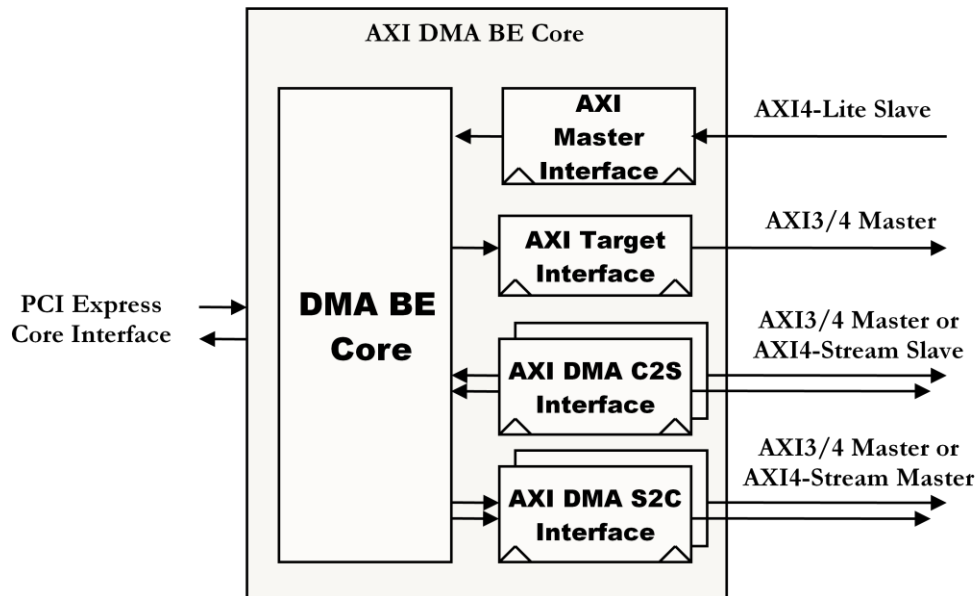 AXI DMA BE Core
AXI
Master
Interface
AXI4-Lite Slave
AXI Target
Interface
AXI3/4 Master
PCI Express
Core Interface
DMA BE
Core
AXI DMA C2S
Interface
AXI3/4 Master or
AXI4-Stream Slave
AXI DMA S2C
Interface
AXI3/4 Master or
AXI4-Stream Master